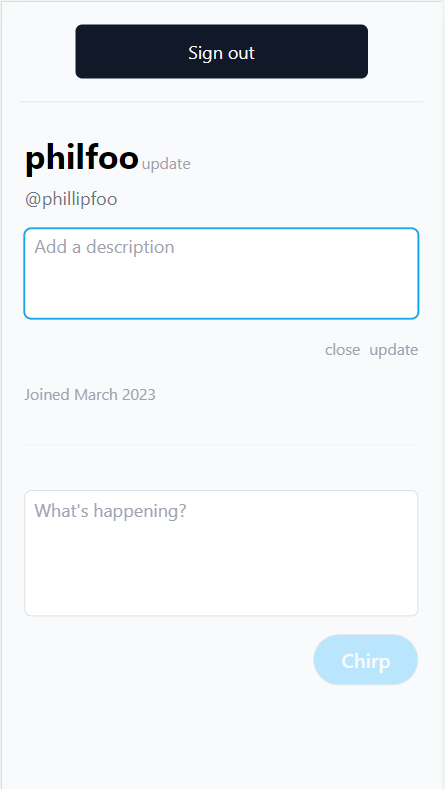 Sign out
philfoo update
@phillipfoo
Add a description
close update
Joined March 2023
What's happening?
Chirp